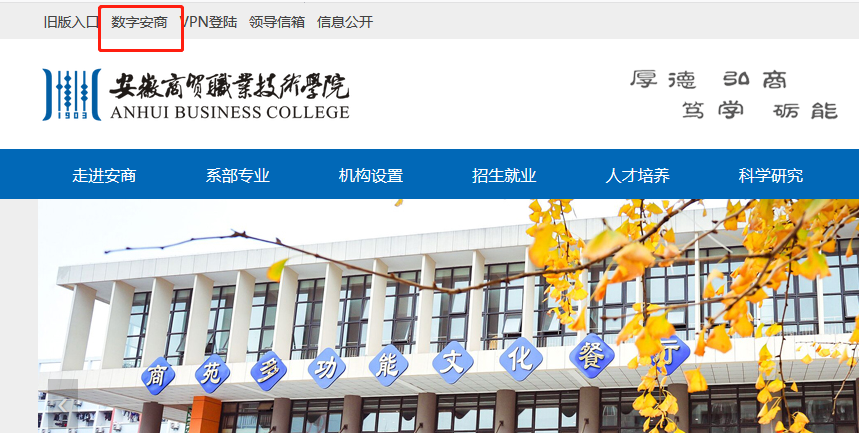 旧版入口 数字安商 VPN登陆 领导信箱 信息公开
安徽商贸職業技術學院
ANHUI BUSINESS COLLEGE
1903
厚德 弘商
笃学 砺能
走进安商 系部专业 机构设置 招生就业 人才培养 科学研究
商苑多功能文化餐厅